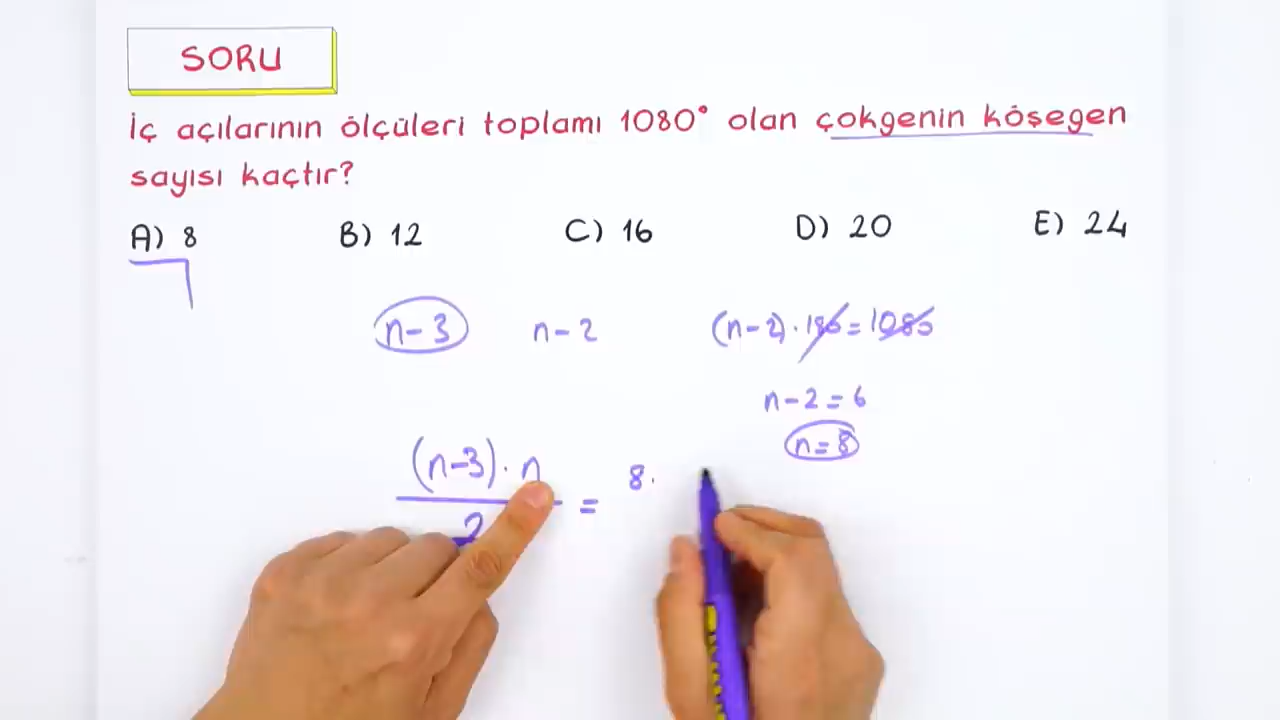 SORU
İç açılarının ölçüleri toplamı 1080° olan çokgenin köşegen
sayısı kaçtır?
A) 8 B) 12 C) 16 D) 20 E) 24
n-3 n-2 (n-2)·180=1080
n-2=6
n=8
(n-3)·n
2
= 8·